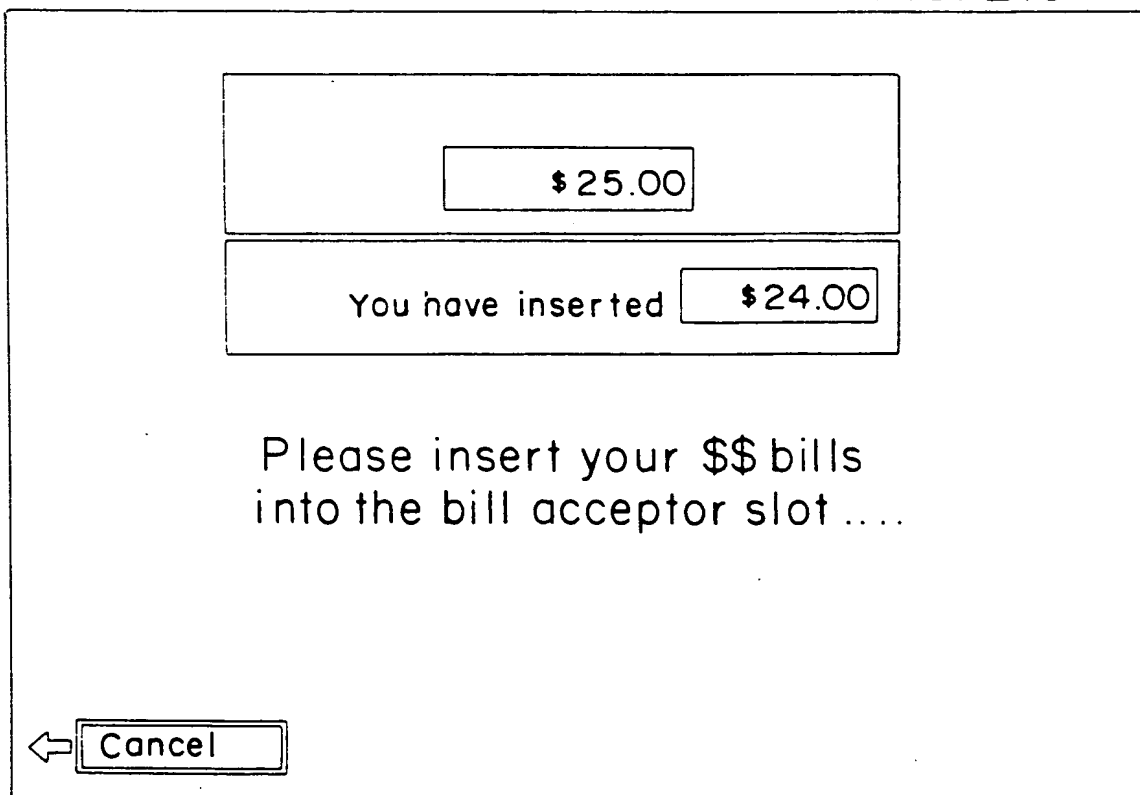 $25.00
You have inserted $24.00
Please insert your $$ bills
into the bill acceptor slot ....
Cancel